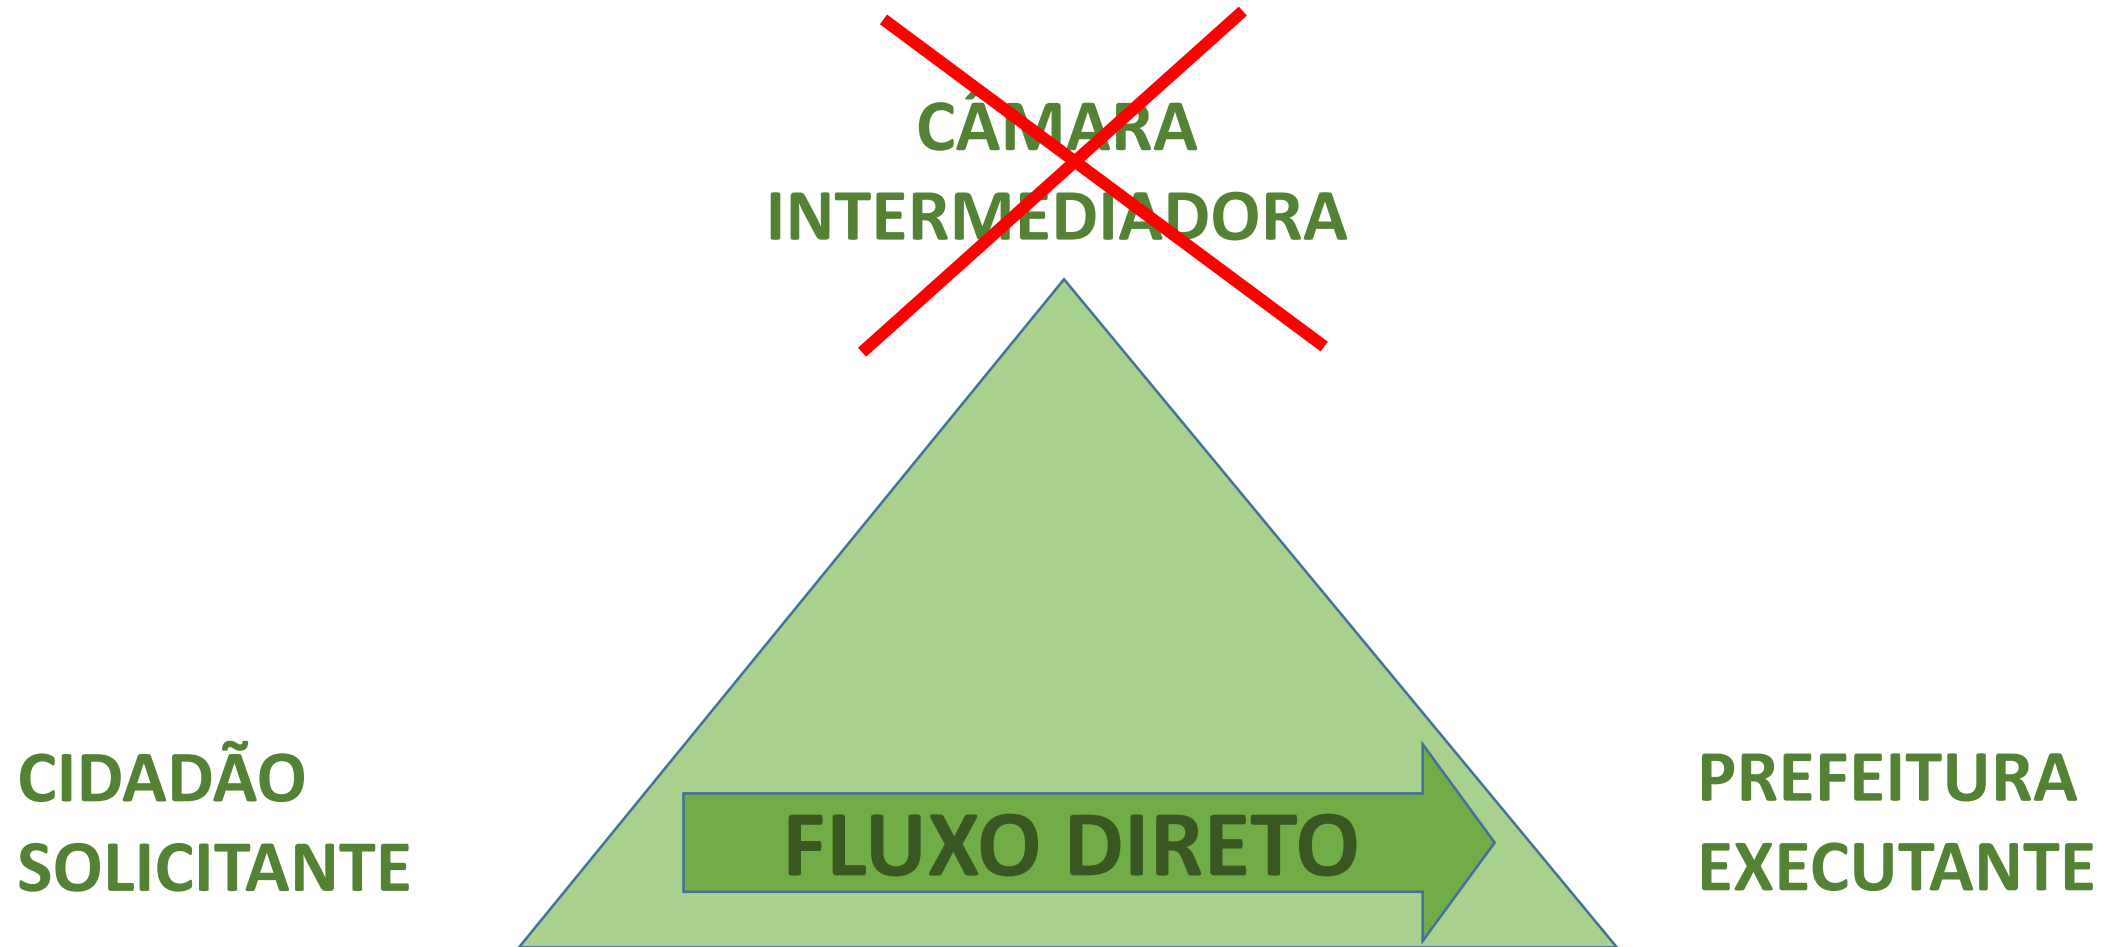 CÂMARA
INTERMEDIADORA
CIDADÃO
SOLICITANTE
FLUXO DIRETO
PREFEITURA
EXECUTANTE